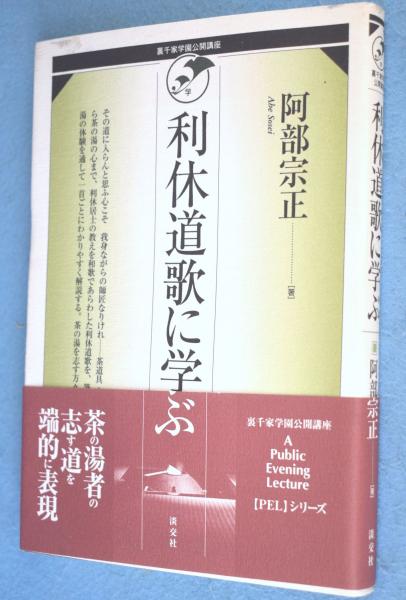 裏千家学園公開講座
学
阿部宗正
Abe Sosei
[著]
利休道歌に学ぶ
その道に入らんと思ふ心こそ 我身ながらの師匠なりけれ──茶道具
ら茶の湯の心まで、利休居士の教えを和歌であらわした利休道歌を、
湯の体験を通して一首ごとにわかりやすく解説する。茶の湯を志す方
茶の湯者の
志す道を
端的に表現
裏千家学園公開講座
A
Public
Evening
Lecture
【PEL】シリーズ
淡交社
裏千家学園
利休道歌に学ぶ
阿部宗正
[著]
淡交社